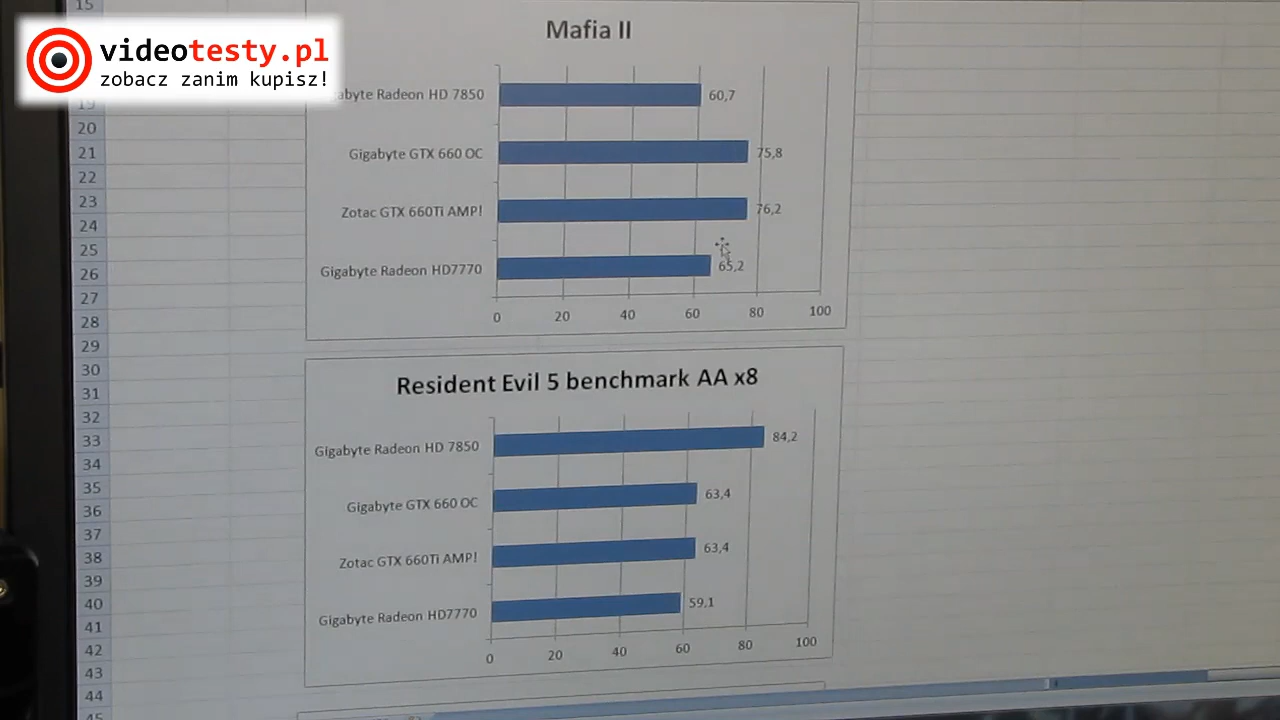 videotesty.pl
zobacz zanim kupisz!
15
19
20
21
22
23
24
25
26
27
28
29
30
31
32
33
34
35
36
37
38
39
40
41
42
43
44
45
Mafia II
abyte Radeon HD 7850 60,7
Gigabyte GTX 660 OC 75,8
Zotac GTX 660Ti AMP! 76,2
Gigabyte Radeon HD7770 65,2
0 20 40 60 80 100
Resident Evil 5 benchmark AA x8
Gigabyte Radeon HD 7850 84,2
Gigabyte GTX 660 OC 63,4
Zotac GTX 660Ti AMP! 63,4
Gigabyte Radeon HD7770 59,1
0 20 40 60 80 100